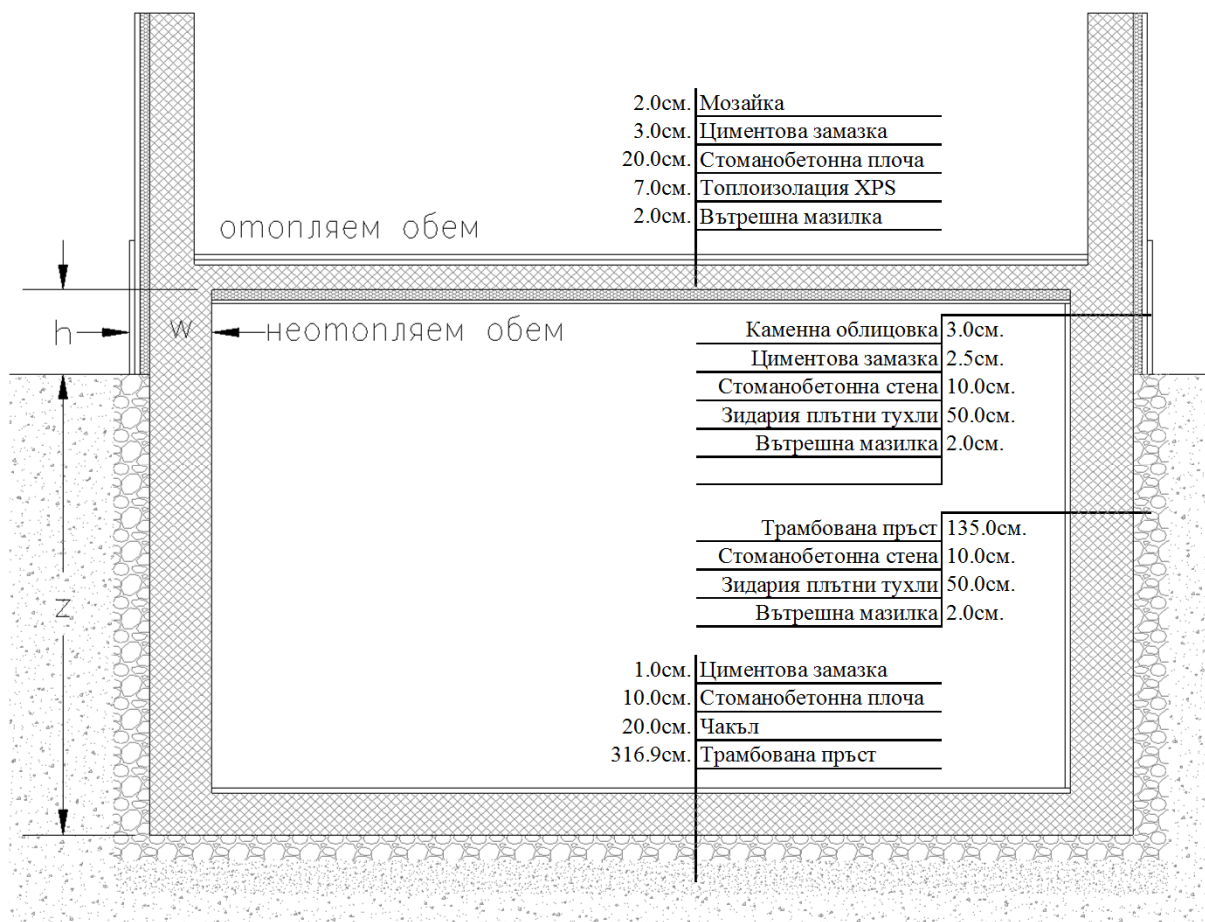 2.0см. Мозайка
3.0см. Циментова замазка
20.0см. Стоманобетонна плоча
7.0см. Топлоизолация XPS
2.0см. Вътрешна мазилка
отопляем обем
h
w
неотопляем обем
Каменна облицовка 3.0см.
Циментова замазка 2.5см.
Стоманобетонна стена 10.0см.
Зидария плътни тухли 50.0см.
Вътрешна мазилка 2.0см.
Трамбована пръст 135.0см.
Стоманобетонна стена 10.0см.
Зидария плътни тухли 50.0см.
Вътрешна мазилка 2.0см.
z
1.0см. Циментова замазка
10.0см. Стоманобетонна плоча
20.0см. Чакъл
316.9см. Трамбована пръст